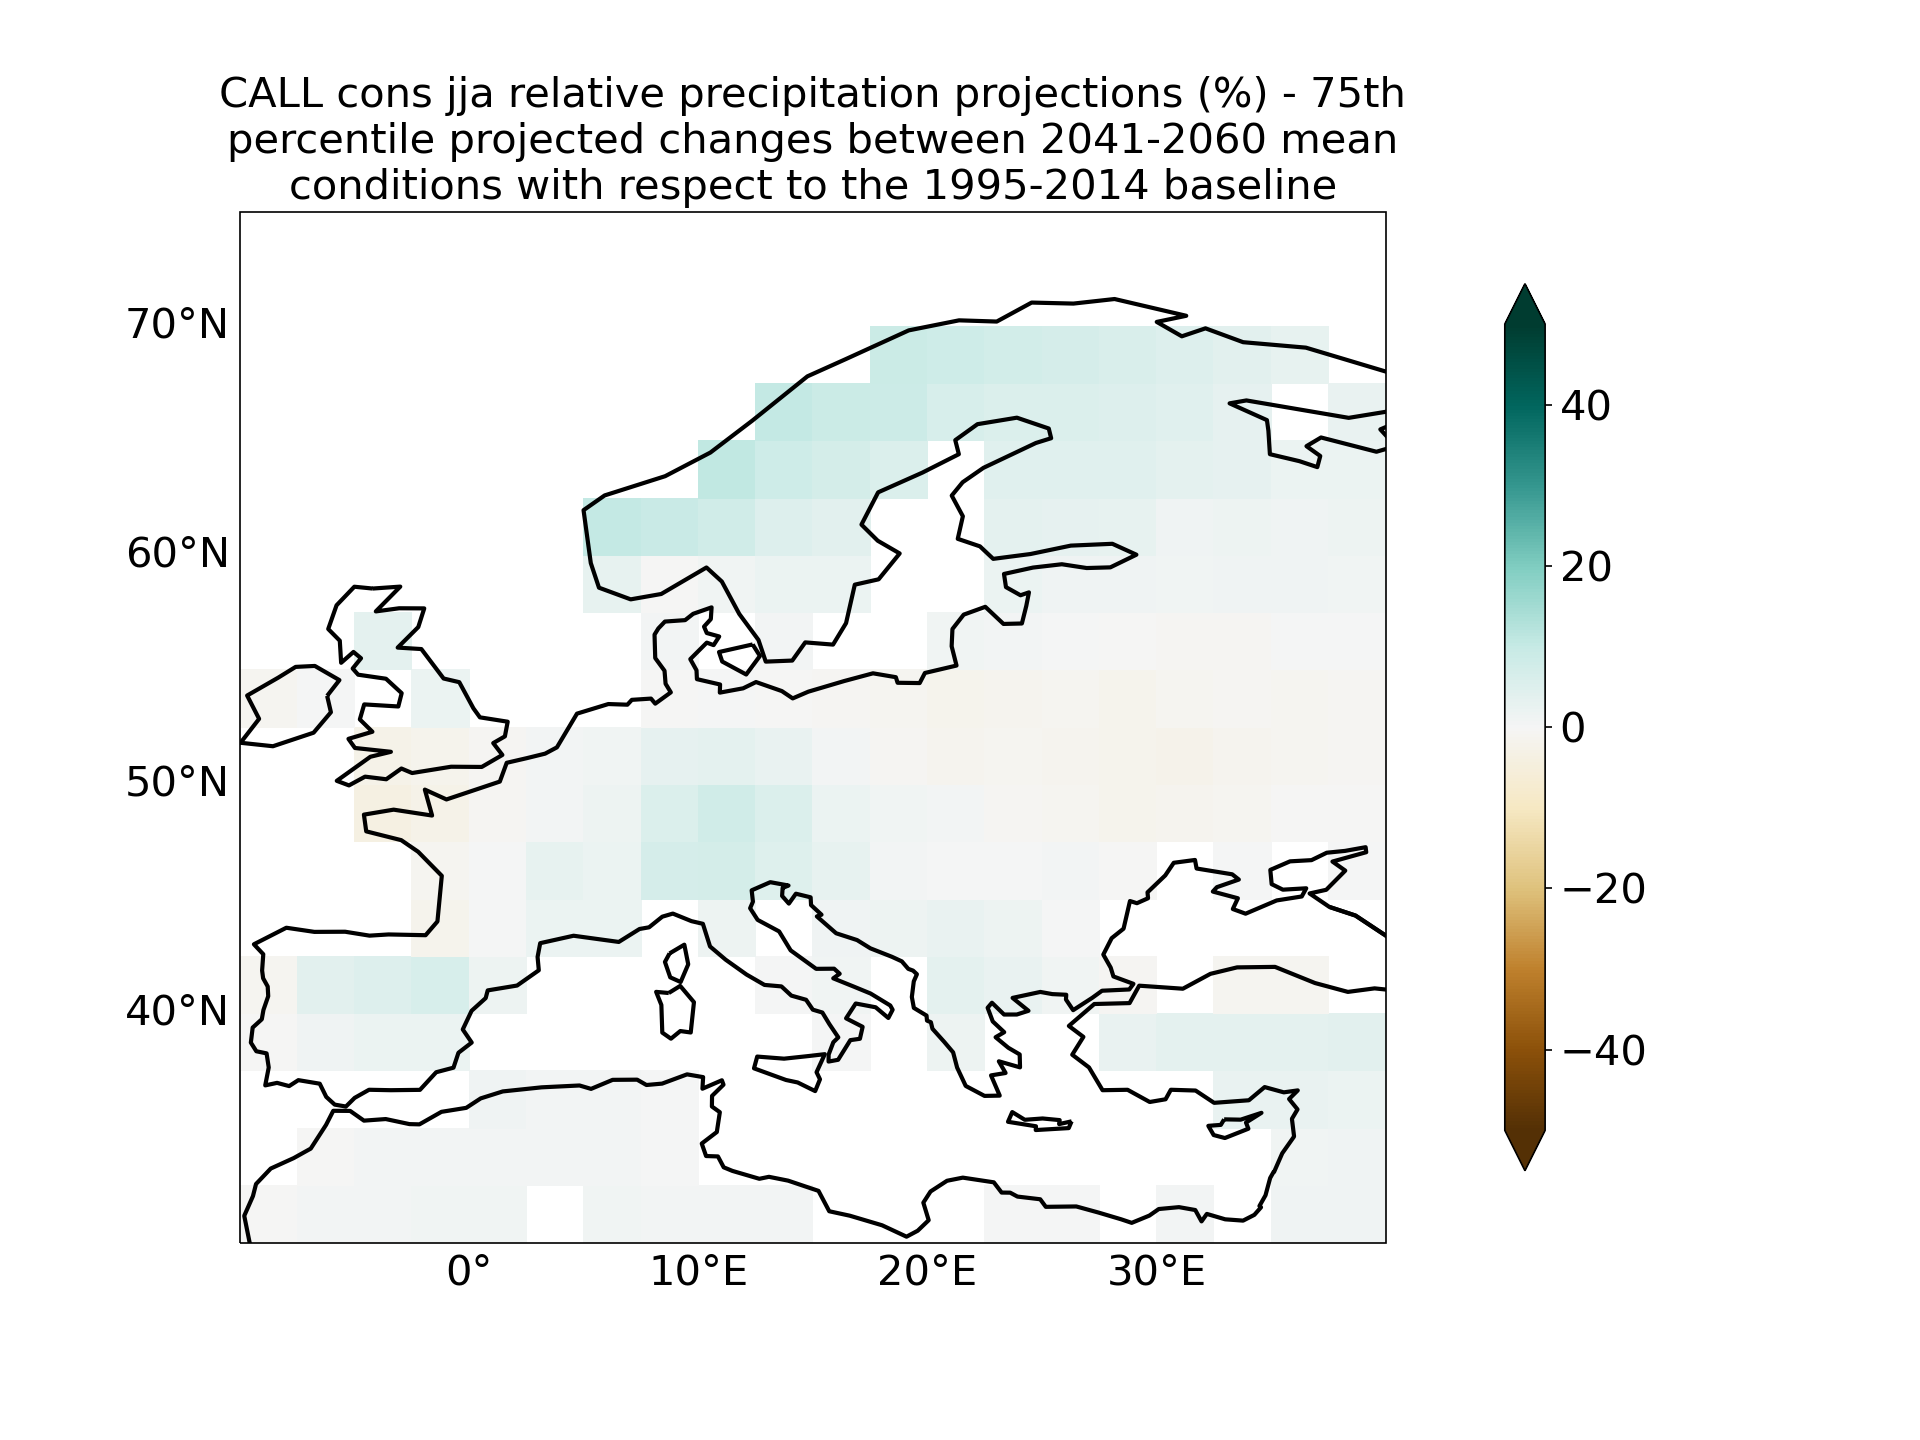 CALL cons jja relative precipitation projections (%) - 75th
percentile projected changes between 2041-2060 mean
conditions with respect to the 1995-2014 baseline
70°N
60°N
50°N
40°N
0°
10°E
20°E
30°E
40
20
0
−20
−40